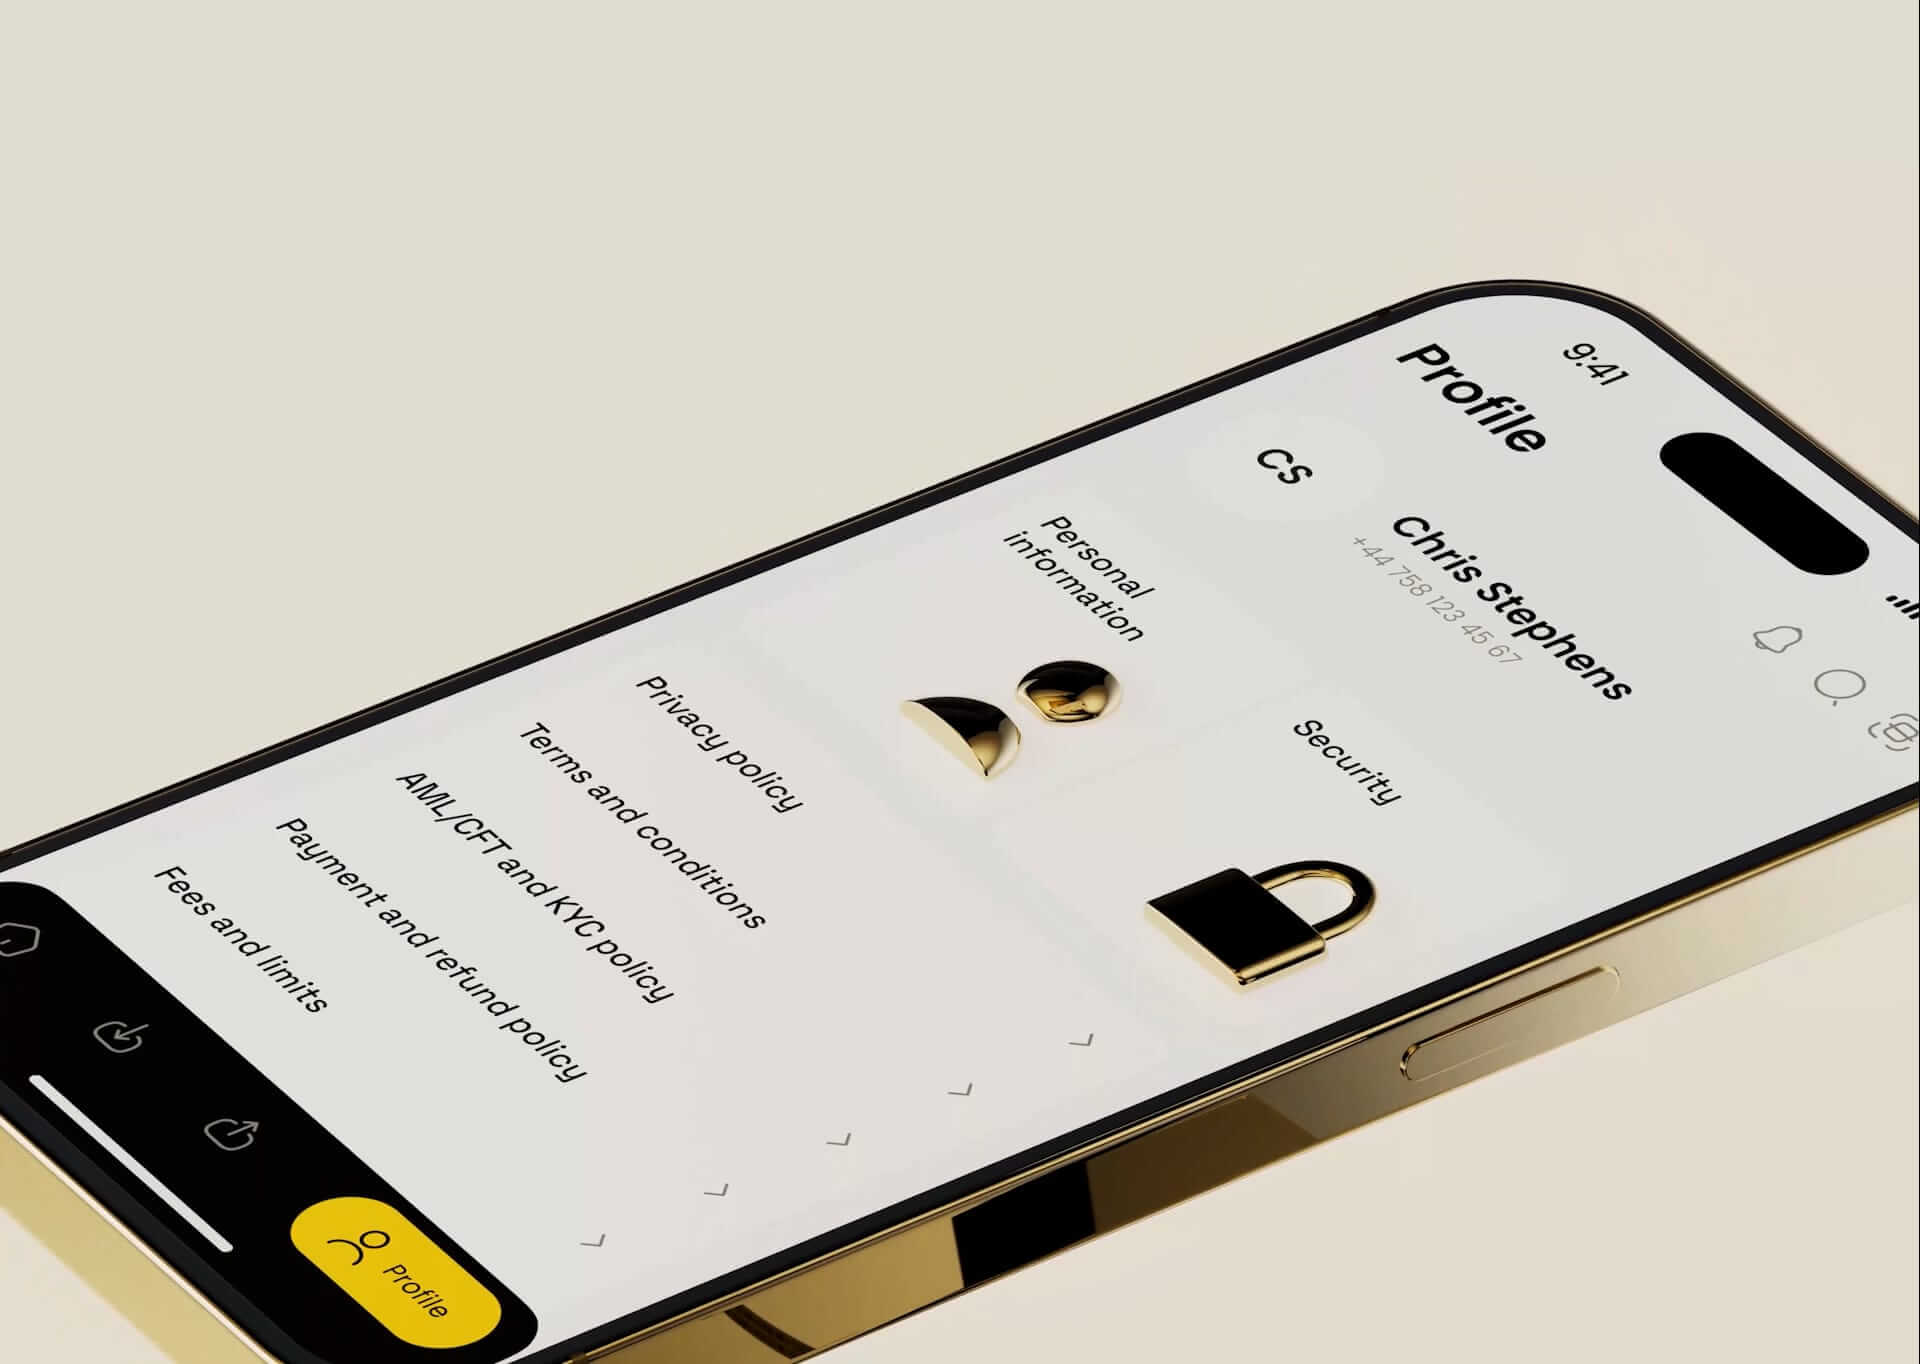 9:41
Profile
CS
Chris Stephens
+44 758 123 45 67
Personal
information
Security
Privacy policy
Terms and conditions
AML/CFT and KYC policy
Payment and refund policy
Fees and limits
Profile